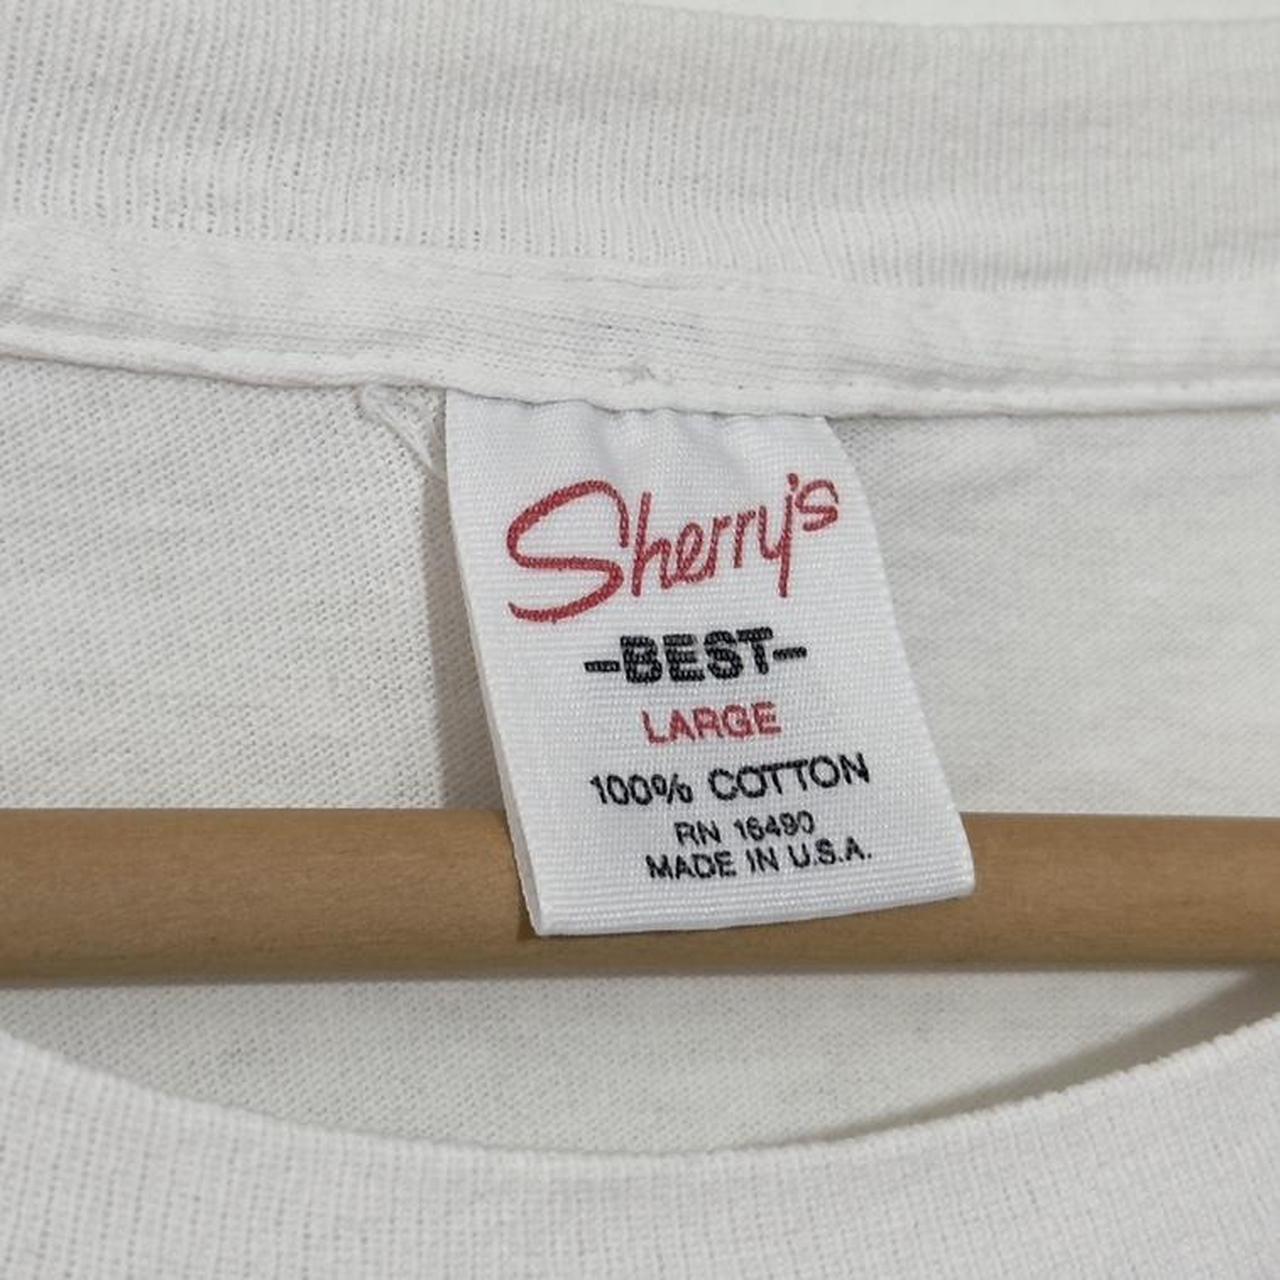 Sherry's
-BEST-
LARGE
100% COTTON
RN 16490
MADE IN U.S.A.